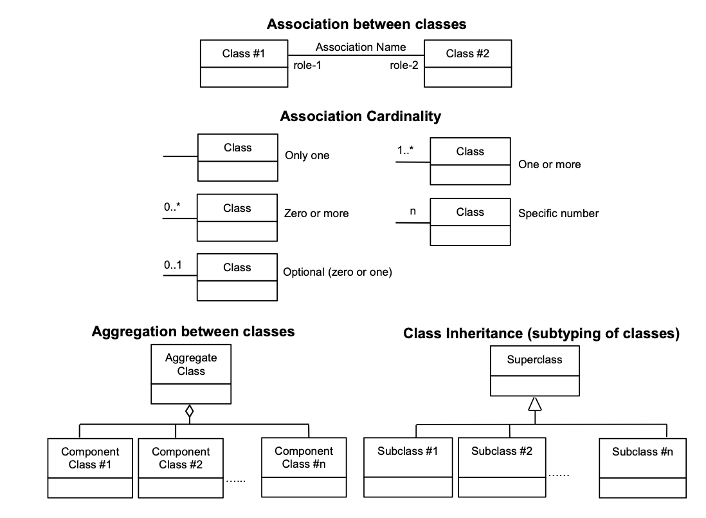 Association between classes
Class #1
Association Name
Class #2
role-1
role-2
Association Cardinality
Class
Only one
1..*
Class
One or more
0..*
Class
Zero or more
n
Class
Specific number
0..1
Class
Optional (zero or one)
Aggregation between classes
Aggregate
Class
Component
Class #1
Component
Class #2
......
Component
Class #n
Class Inheritance (subtyping of classes)
Superclass
Subclass #1
Subclass #2
......
Subclass #n